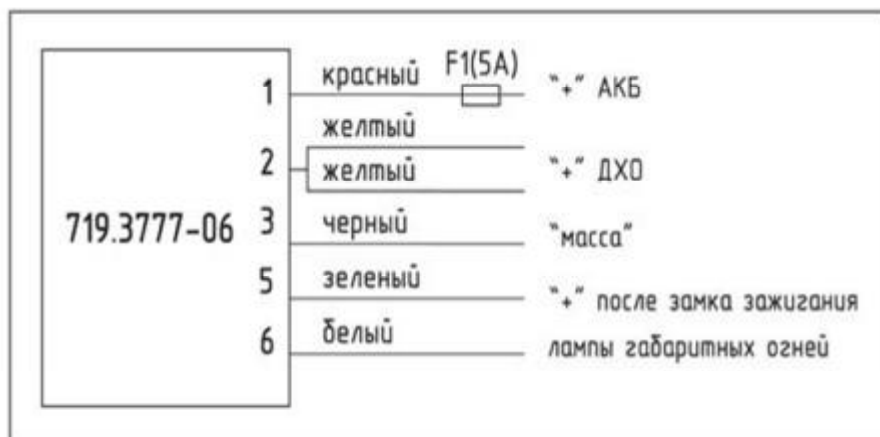 719.3777-06
1 красный F1(5А) "+" АКБ
желтый
2 желтый "+" ДХО
3 черный "масса"
5 зеленый "+" после замка зажигания
6 белый лампы габаритных огней